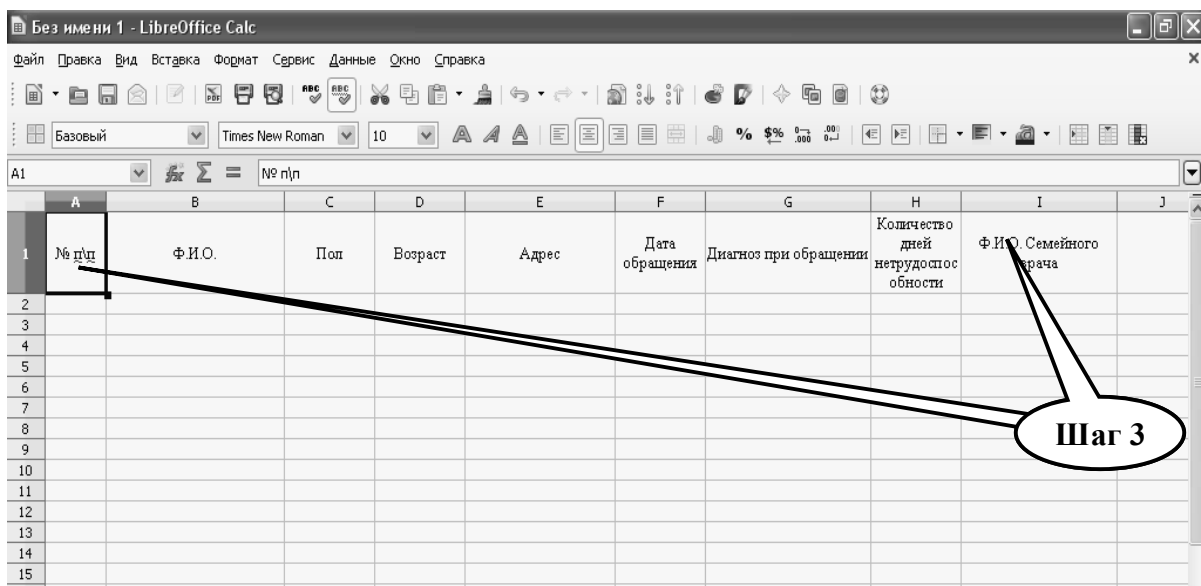 Без имени 1 - LibreOffice Calc
Файл Правка Вид Вставка Формат Сервис Данные Окно Справка
Базовый Times New Roman 10
A1 № п\п
A B C D E F G H I J
1 № п\п Ф.И.О. Пол Возраст Адрес Дата обращения Диагноз при обращении Количество дней нетрудоспос обности Ф.И.О. Семейного врача
2
3
4
5
6
7
8
Шаг 3
9
10
11
12
13
14
15